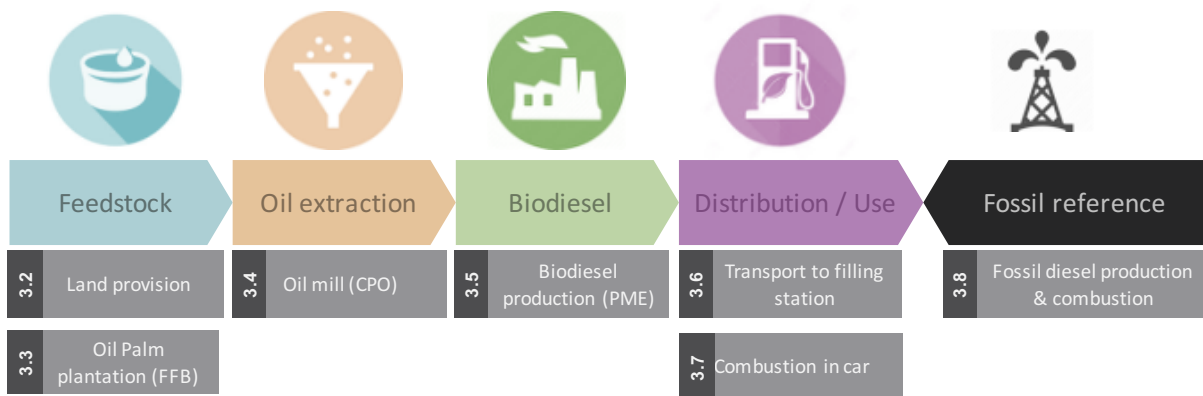 Feedstock
Oil extraction
Biodiesel
Distribution / Use
Fossil reference
3.2
Land provision
3.4
Oil mill (CPO)
3.5
Biodiesel
production (PME)
3.6
Transport to filling
station
3.8
Fossil diesel production
& combustion
3.3
Oil Palm
plantation (FFB)
3.7
Combustion in car